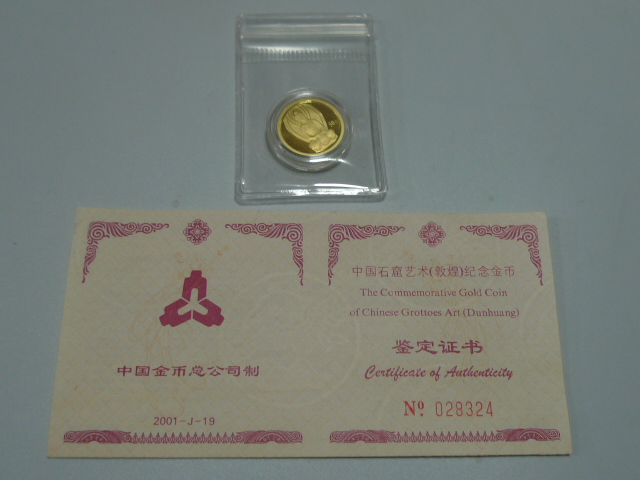 中国金币总公司制
2001-J-19
中国石窟艺术(敦煌)纪念金币
The Commemorative Gold Coin
of Chinese Grottoes Art (Dunhuang)
鉴定证书
Certificate of Authenticity
Nº 028324